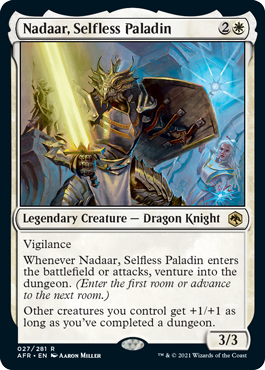 Nadaar, Selfless Paladin 2
Legendary Creature — Dragon Knight
Vigilance
Whenever Nadaar, Selfless Paladin enters
the battlefield or attacks, venture into the
dungeon. (Enter the first room or advance
to the next room.)
Other creatures you control get +1/+1 as
long as you've completed a dungeon.
3/3
027/281 R
AFR • EN AARON MILLER
™ & © 2021 Wizards of the Coast